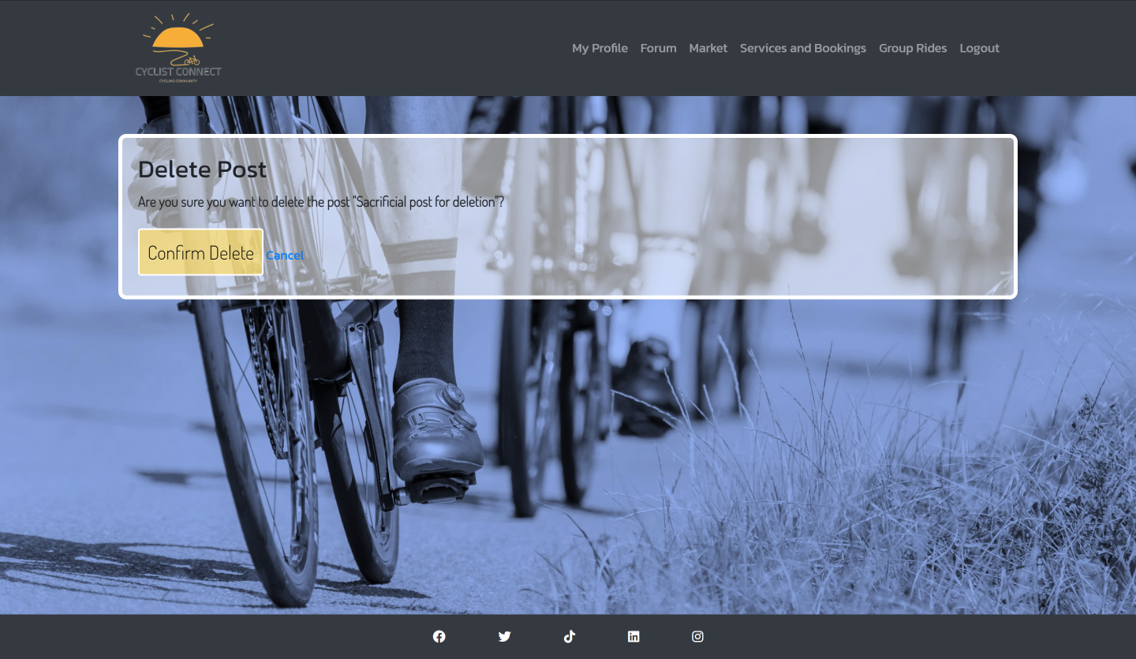 CYCLIST CONNECT
CYCLING COMMUNITY
My Profile Forum Market Services and Bookings Group Rides Logout
Delete Post
Are you sure you want to delete the post "Sacrificial post for deletion"?
Confirm Delete Cancel